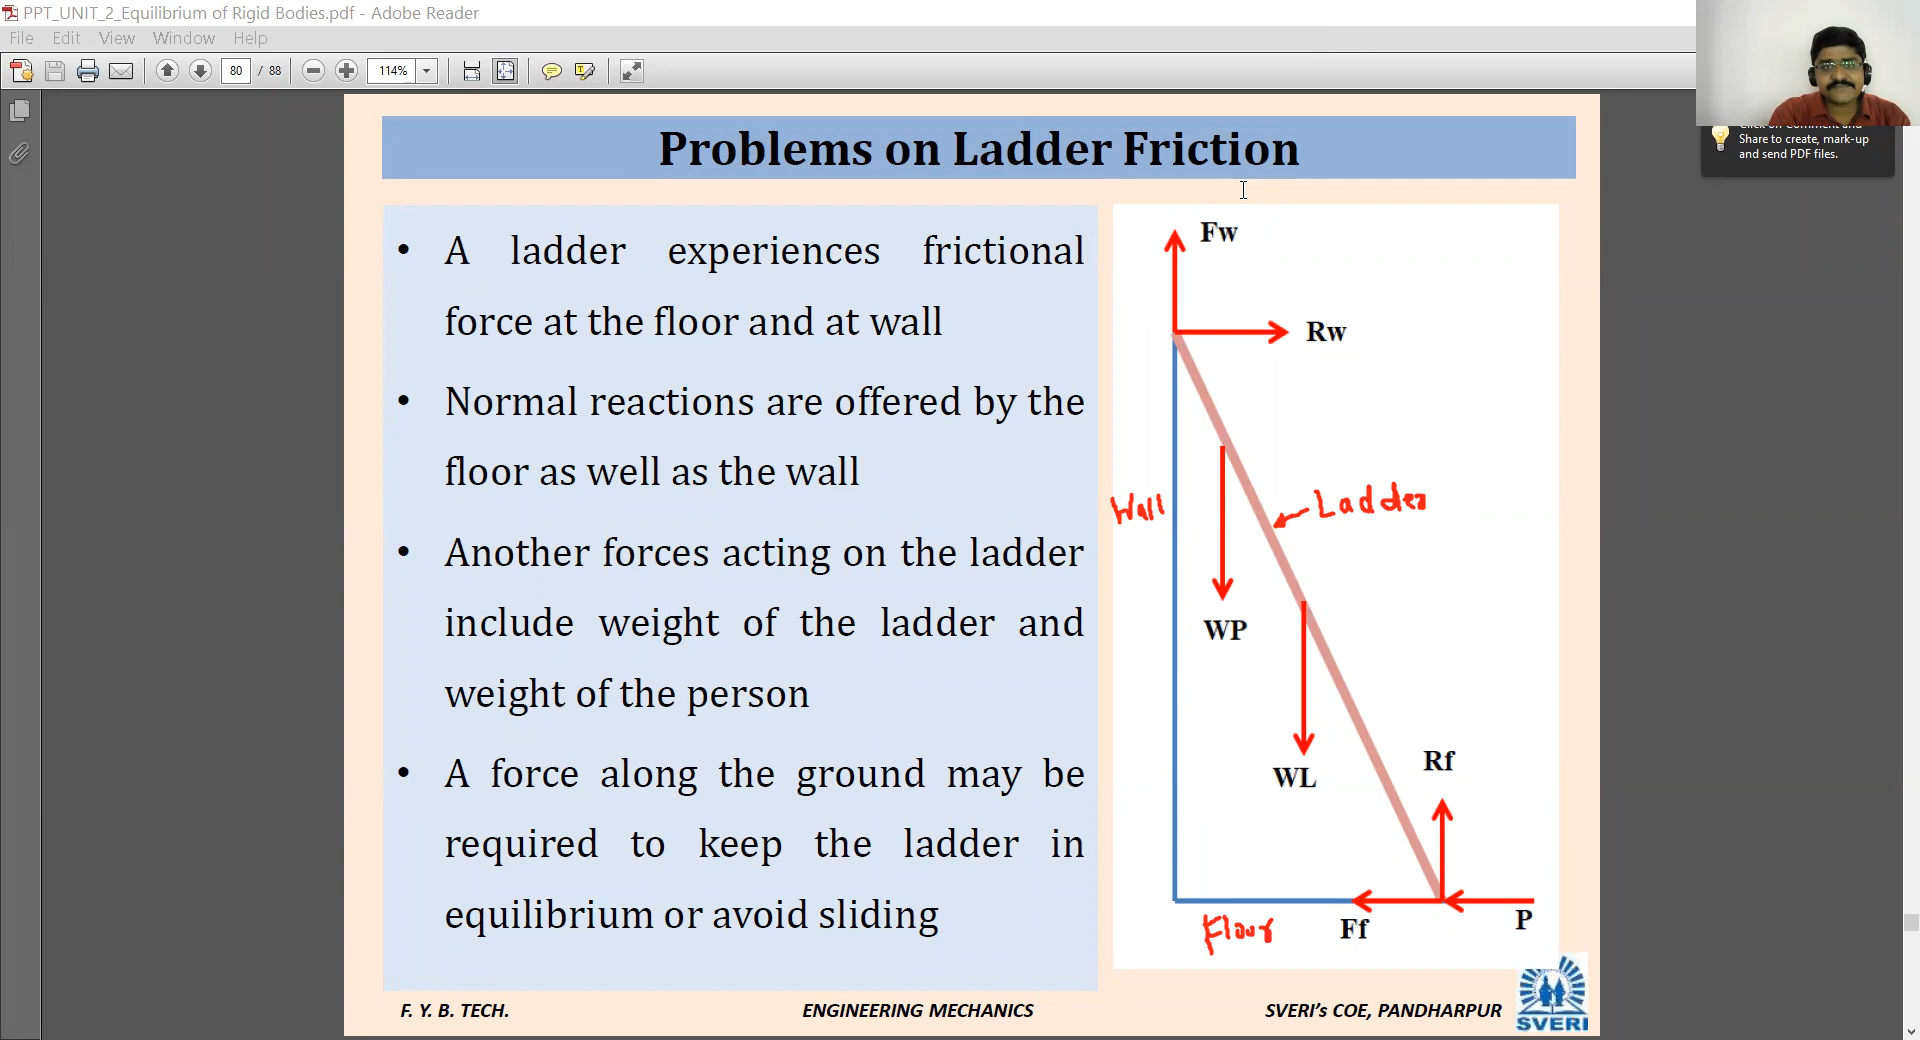 PPT_UNIT_2_Equilibrium of Rigid Bodies.pdf - Adobe Reader
File Edit View Window Help
80 / 88 114%
Share to create, mark-up
and send PDF files.
Problems on Ladder Friction
• A ladder experiences frictional
force at the floor and at wall
• Normal reactions are offered by the
floor as well as the wall
• Another forces acting on the ladder
include weight of the ladder and
weight of the person
• A force along the ground may be
required to keep the ladder in
equilibrium or avoid sliding
Fw
Rw
Wall
Ladder
WP
WL
Rf
Floor
Ff
P
F. Y. B. TECH. ENGINEERING MECHANICS SVERI's COE, PANDHARPUR
SVERI